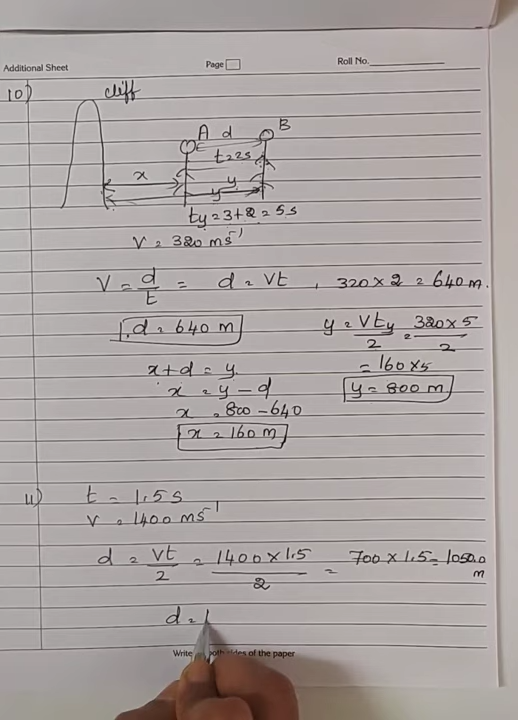 Additional Sheet Page Roll No.
10) cliff
A d B
t=2s
x y
y
ty = 3+2 = 5s
V = 320 ms⁻¹
V = d/t = d = Vt , 320 × 2 = 640 m.
d = 640 m
y = Vty/2 = 320 × 5/2
x + d = y
= 160 × 5
x = y - d
y = 800 m
x = 800 - 640
x = 160 m
11) t = 1.5 s
V = 1400 ms⁻¹
d = Vt/2 = 1400 × 1.5/2 = 700 × 1.5 = 1050.0 m
d = 1
Write both sides of the paper